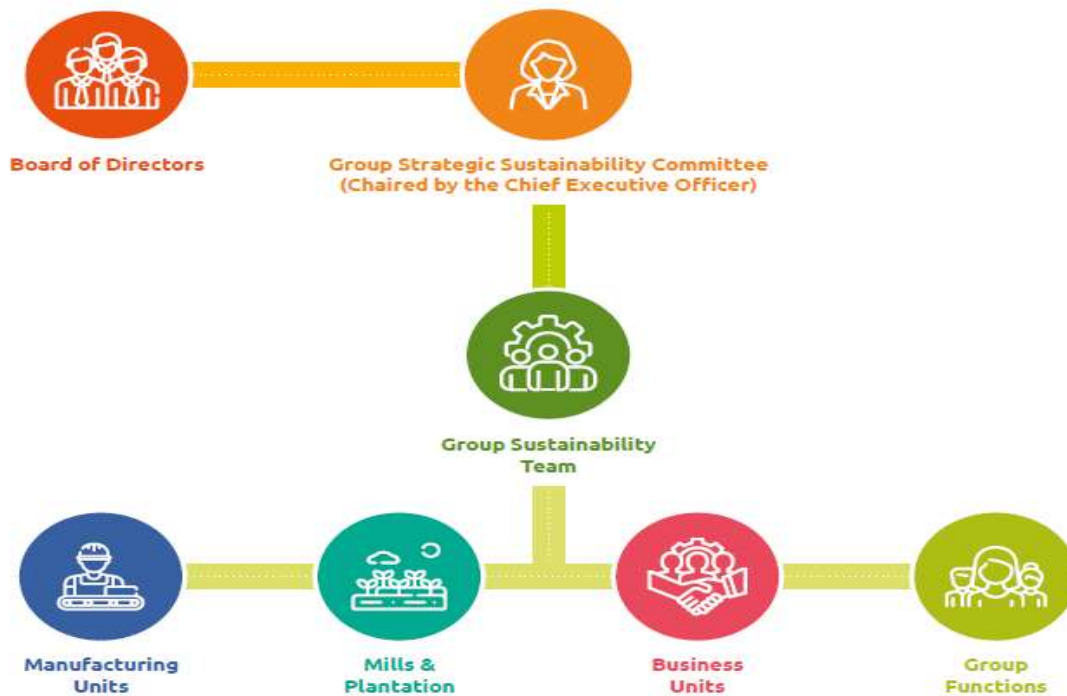 Board of Directors
Group Strategic Sustainability Committee
(Chaired by the Chief Executive Officer)
Group Sustainability
Team
Manufacturing
Units
Mills &
Plantation
Business
Units
Group
Functions